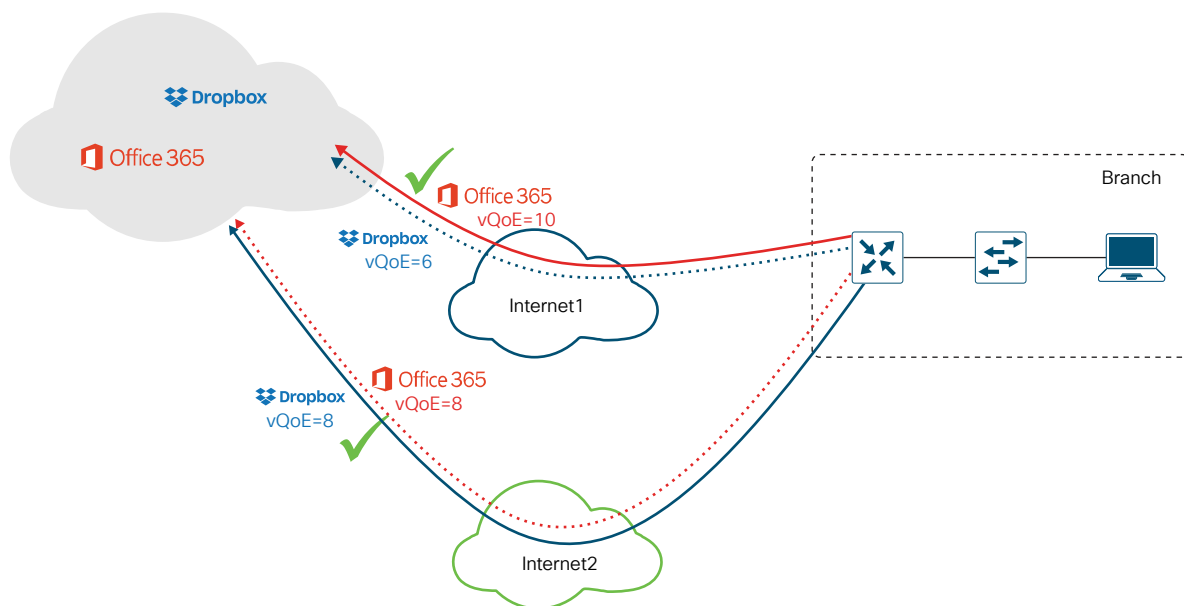 Dropbox
Office 365
Branch
Office 365
vQoE=10
Dropbox
vQoE=6
Internet1
Office 365
vQoE=8
Dropbox
vQoE=8
Internet2